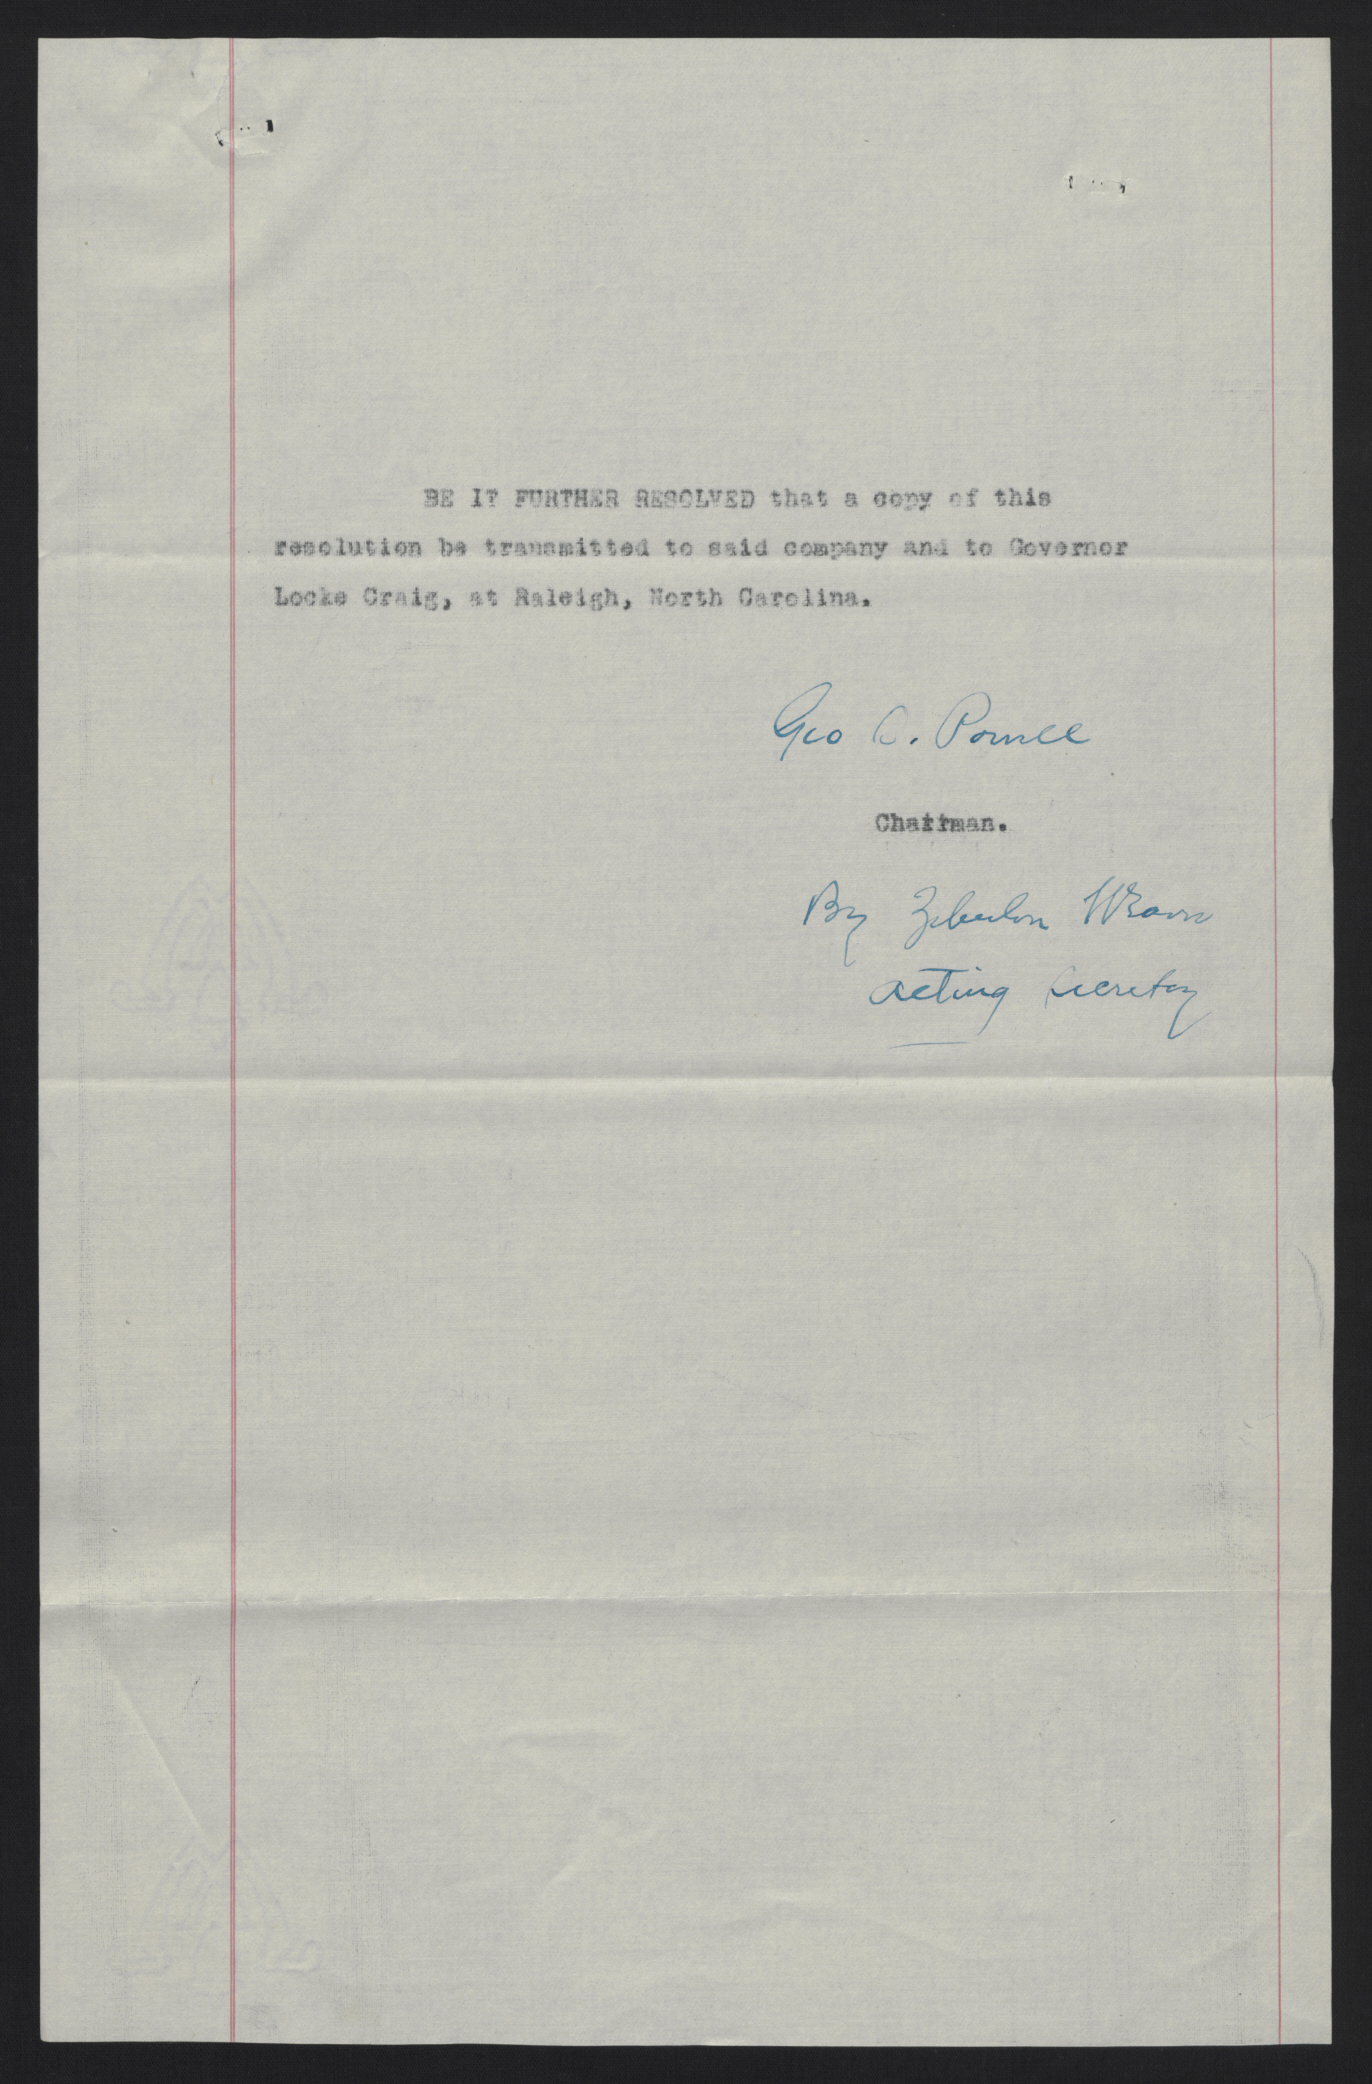 BE IT FURTHER RESOLVED that a copy of this
resolution be transmitted to said company and to Governor
Locke Craig, at Raleigh, North Carolina.
Geo C. Powell
Chairman.
By Zebulon Weaver
Acting Secretary